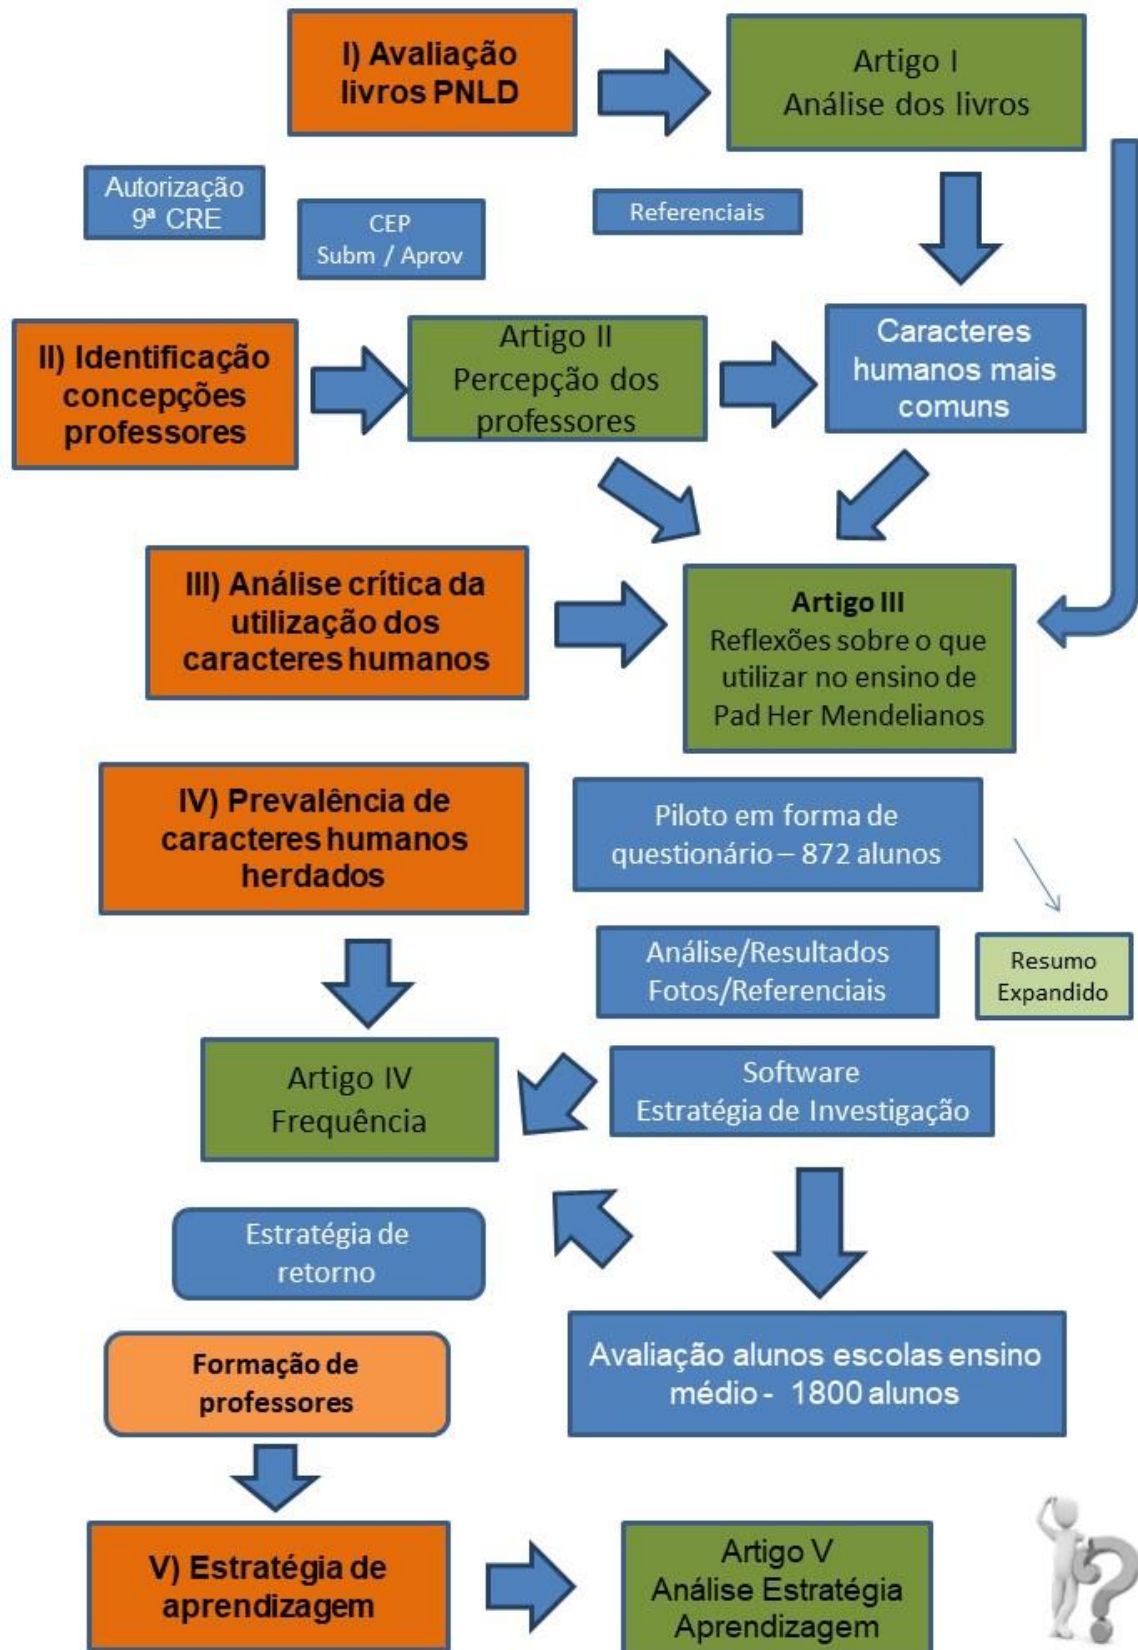 I) Avaliação
livros PNLD
Artigo I
Análise dos livros
Autorização
9ª CRE
CEP
Subm / Aprov
Referenciais
II) Identificação
concepções
professores
Artigo II
Percepção dos
professores
Caracteres
humanos mais
comuns
III) Análise crítica da
utilização dos
caracteres humanos
Artigo III
Reflexões sobre o que
utilizar no ensino de
Pad Her Mendelianos
IV) Prevalência de
caracteres humanos
herdados
Piloto em forma de
questionário – 872 alunos
Análise/Resultados
Fotos/Referenciais
Resumo
Expandido
Artigo IV
Frequência
Software
Estratégia de Investigação
Estratégia de
retorno
Formação de
professores
Avaliação alunos escolas ensino
médio - 1800 alunos
V) Estratégia de
aprendizagem
Artigo V
Análise Estratégia
Aprendizagem
?